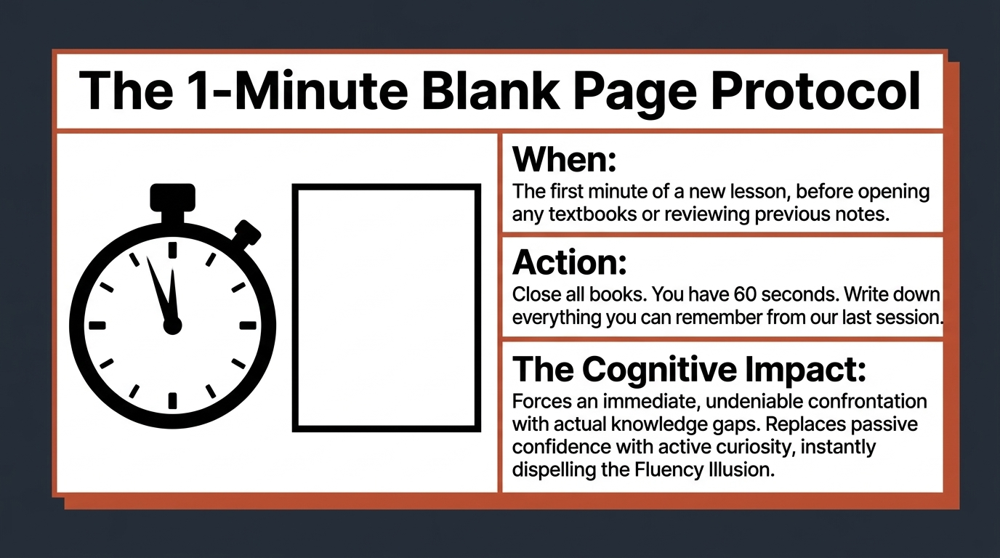 The 1-Minute Blank Page Protocol
When:
The first minute of a new lesson, before opening
any textbooks or reviewing previous notes.
Action:
Close all books. You have 60 seconds. Write down
everything you can remember from our last session.
The Cognitive Impact:
Forces an immediate, undeniable confrontation
with actual knowledge gaps. Replaces passive
confidence with active curiosity, instantly
dispelling the Fluency Illusion.